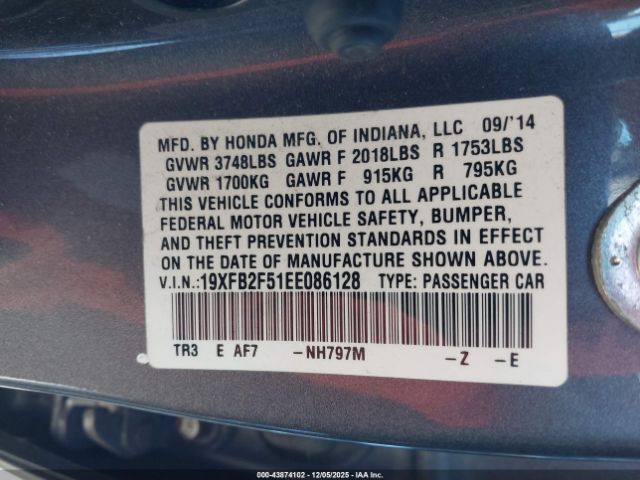 MFD. BY HONDA MFG. OF INDIANA, LLC 09/'14
GVWR 3748LBS GAWR F 2018LBS R 1753LBS
GVWR 1700KG GAWR F 915KG R 795KG
THIS VEHICLE CONFORMS TO ALL APPLICABLE
FEDERAL MOTOR VEHICLE SAFETY, BUMPER,
AND THEFT PREVENTION STANDARDS IN EFFECT
ON THE DATE OF MANUFACTURE SHOWN ABOVE.
V.I.N.:19XFB2F51EE086128 TYPE: PASSENGER CAR
TR3 E AF7 -NH797M -Z -E
000-43874102 - 12/05/2025 - IAA Inc.